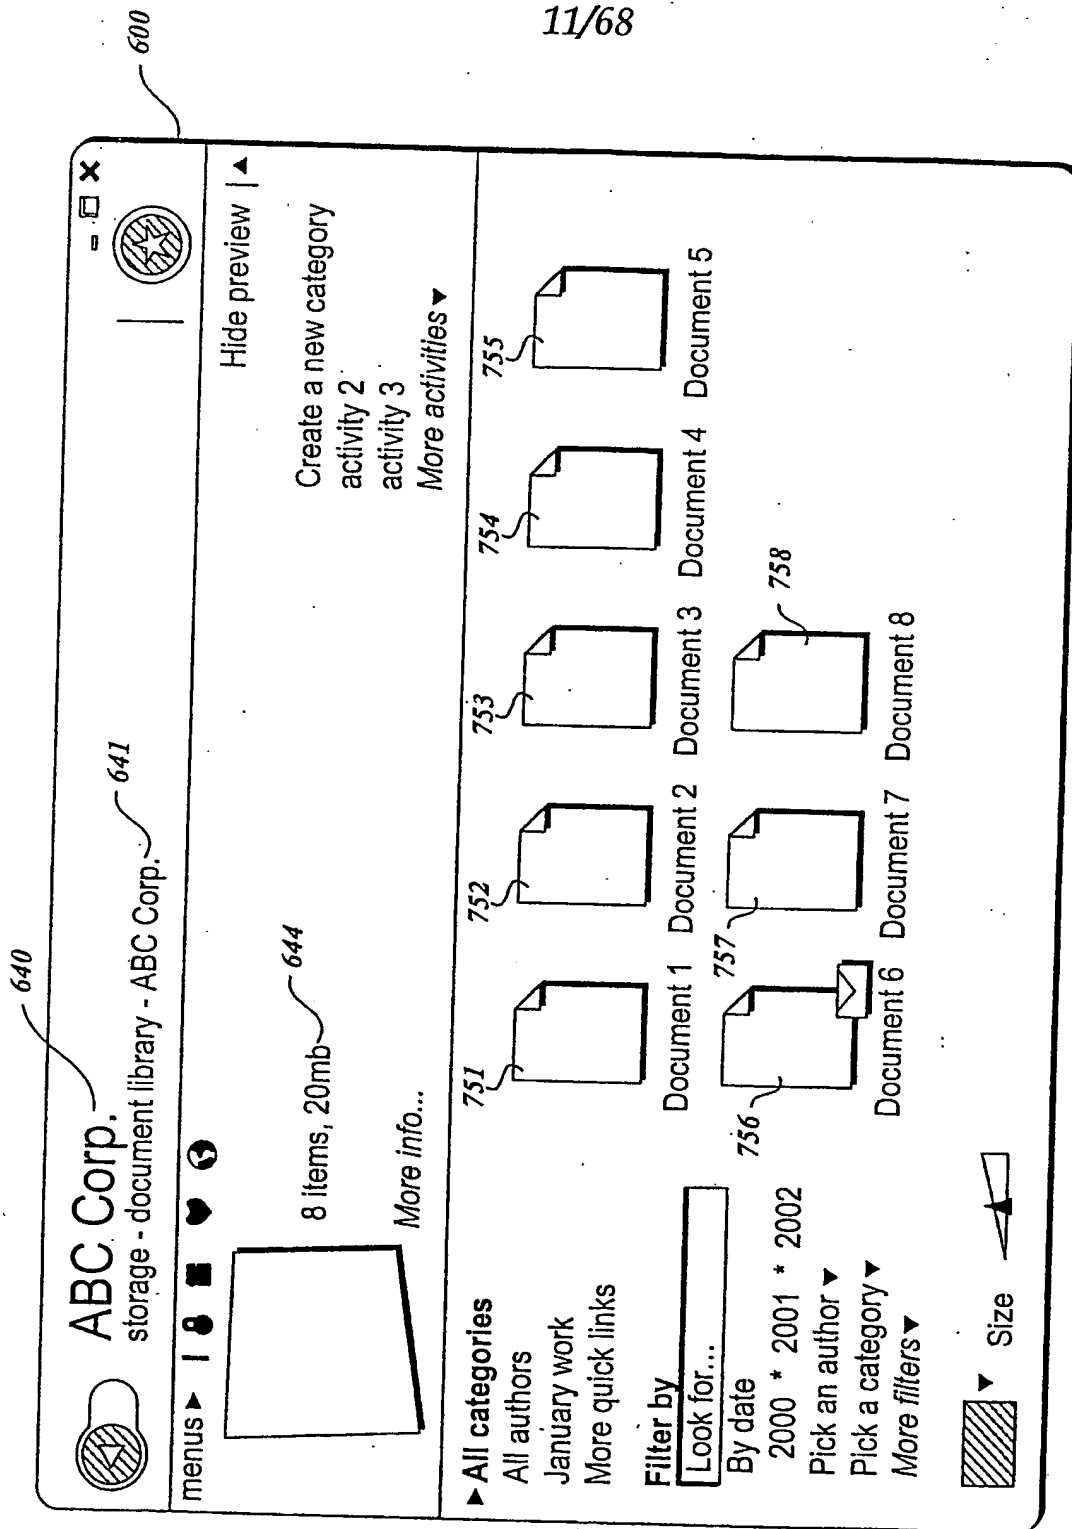 11/68
600
640
ABC Corp.
storage - document library - ABC Corp.
641
menus
Hide preview
8 items, 20mb
644
More info...
Create a new category
activity 2
activity 3
More activities
All categories
All authors
January work
More quick links
Filter by
Look for...
By date
2000 * 2001 * 2002
Pick an author
Pick a category
More filters
Size
751 752 753 754 755
Document 1 Document 2 Document 3 Document 4 Document 5
756 757 758
Document 6 Document 7 Document 8